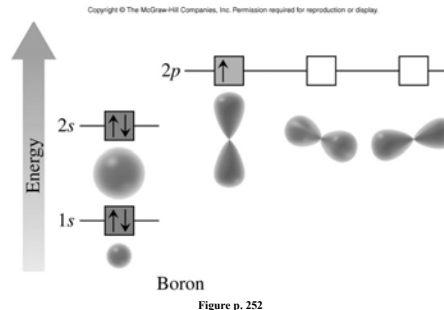 Copyright © The McGraw-Hill Companies, Inc. Permission required for reproduction or display.
2p
2s
Energy
1s
Boron
Figure p. 252